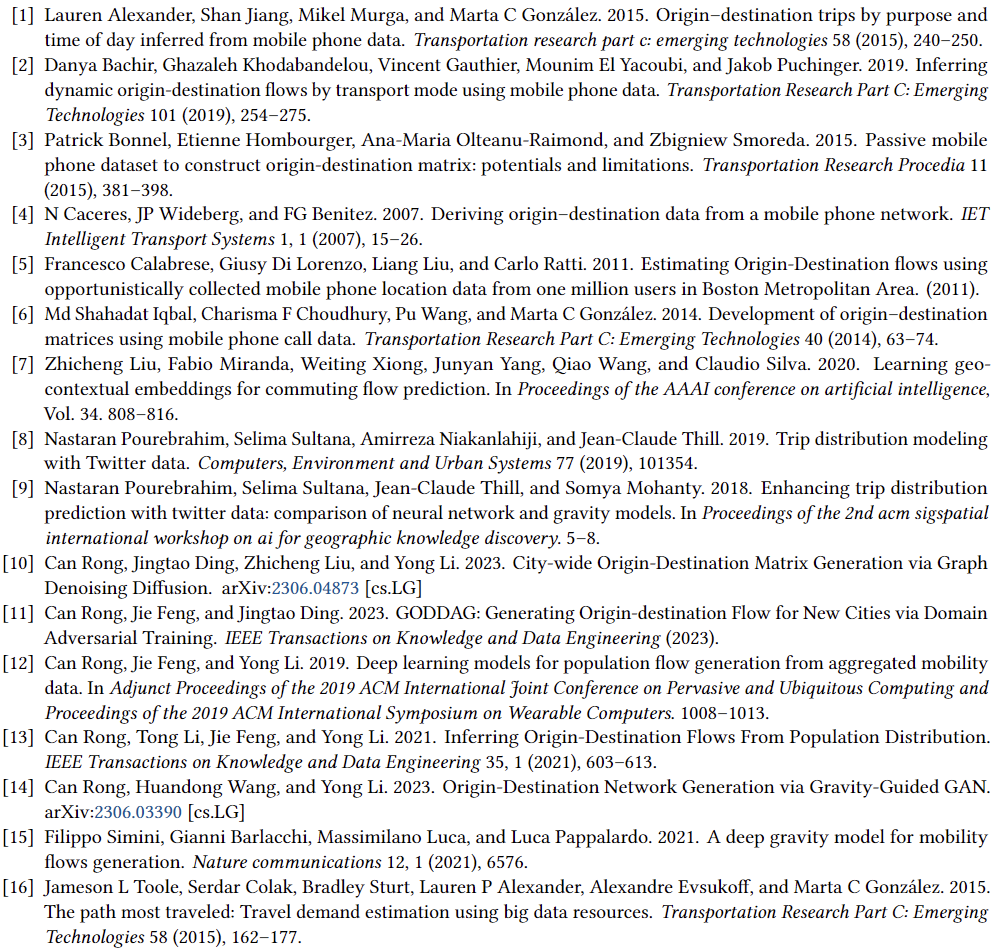 [1] Lauren Alexander, Shan Jiang, Mikel Murga, and Marta C González. 2015. Origin–destination trips by purpose and
time of day inferred from mobile phone data. Transportation research part c: emerging technologies 58 (2015), 240–250.
[2] Danya Bachir, Ghazaleh Khodabandelou, Vincent Gauthier, Mounim El Yacoubi, and Jakob Puchinger. 2019. Inferring
dynamic origin-destination flows by transport mode using mobile phone data. Transportation Research Part C: Emerging
Technologies 101 (2019), 254–275.
[3] Patrick Bonnel, Etienne Hombourger, Ana-Maria Olteanu-Raimond, and Zbigniew Smoreda. 2015. Passive mobile
phone dataset to construct origin-destination matrix: potentials and limitations. Transportation Research Procedia 11
(2015), 381–398.
[4] N Caceres, JP Wideberg, and FG Benitez. 2007. Deriving origin–destination data from a mobile phone network. IET
Intelligent Transport Systems 1, 1 (2007), 15–26.
[5] Francesco Calabrese, Giusy Di Lorenzo, Liang Liu, and Carlo Ratti. 2011. Estimating Origin-Destination flows using
opportunistically collected mobile phone location data from one million users in Boston Metropolitan Area. (2011).
[6] Md Shahadat Iqbal, Charisma F Choudhury, Pu Wang, and Marta C González. 2014. Development of origin–destination
matrices using mobile phone call data. Transportation Research Part C: Emerging Technologies 40 (2014), 63–74.
[7] Zhicheng Liu, Fabio Miranda, Weiting Xiong, Junyan Yang, Qiao Wang, and Claudio Silva. 2020. Learning geo-
contextual embeddings for commuting flow prediction. In Proceedings of the AAAI conference on artificial intelligence,
Vol. 34. 808–816.
[8] Nastaran Pourebrahim, Selima Sultana, Amirreza Niakanlahiji, and Jean-Claude Thill. 2019. Trip distribution modeling
with Twitter data. Computers, Environment and Urban Systems 77 (2019), 101354.
[9] Nastaran Pourebrahim, Selima Sultana, Jean-Claude Thill, and Somya Mohanty. 2018. Enhancing trip distribution
prediction with twitter data: comparison of neural network and gravity models. In Proceedings of the 2nd acm sigspatial
international workshop on ai for geographic knowledge discovery. 5–8.
[10] Can Rong, Jingtao Ding, Zhicheng Liu, and Yong Li. 2023. City-wide Origin-Destination Matrix Generation via Graph
Denoising Diffusion. arXiv:2306.04873 [cs.LG]
[11] Can Rong, Jie Feng, and Jingtao Ding. 2023. GODDAG: Generating Origin-destination Flow for New Cities via Domain
Adversarial Training. IEEE Transactions on Knowledge and Data Engineering (2023).
[12] Can Rong, Jie Feng, and Yong Li. 2019. Deep learning models for population flow generation from aggregated mobility
data. In Adjunct Proceedings of the 2019 ACM International Joint Conference on Pervasive and Ubiquitous Computing and
Proceedings of the 2019 ACM International Symposium on Wearable Computers. 1008–1013.
[13] Can Rong, Tong Li, Jie Feng, and Yong Li. 2021. Inferring Origin-Destination Flows From Population Distribution.
IEEE Transactions on Knowledge and Data Engineering 35, 1 (2021), 603–613.
[14] Can Rong, Huandong Wang, and Yong Li. 2023. Origin-Destination Network Generation via Gravity-Guided GAN.
arXiv:2306.03390 [cs.LG]
[15] Filippo Simini, Gianni Barlacchi, Massimilano Luca, and Luca Pappalardo. 2021. A deep gravity model for mobility
flows generation. Nature communications 12, 1 (2021), 6576.
[16] Jameson L Toole, Serdar Colak, Bradley Sturt, Lauren P Alexander, Alexandre Evsukoff, and Marta C González. 2015.
The path most traveled: Travel demand estimation using big data resources. Transportation Research Part C: Emerging
Technologies 58 (2015), 162–177.